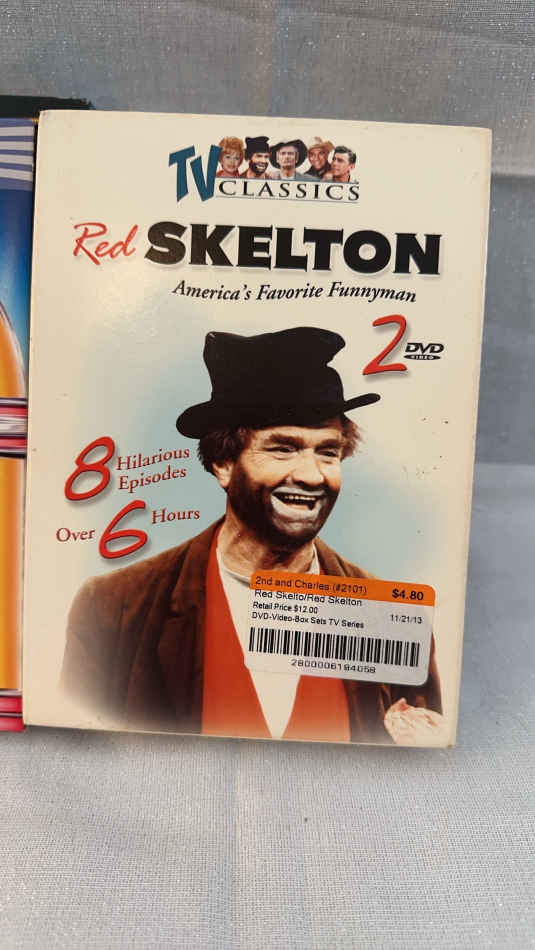 TV
CLASSICS
Red SKELTON
America's Favorite Funnyman
2 DVD
VIDEO
8 Hilarious
Episodes
Over 6 Hours
2nd and Charles (#2101) $4.80
Red Skelto/Red Skelton
Retail Price $12.00 11/21/13
DVD-Video-Box Sets TV Series
2800006194058